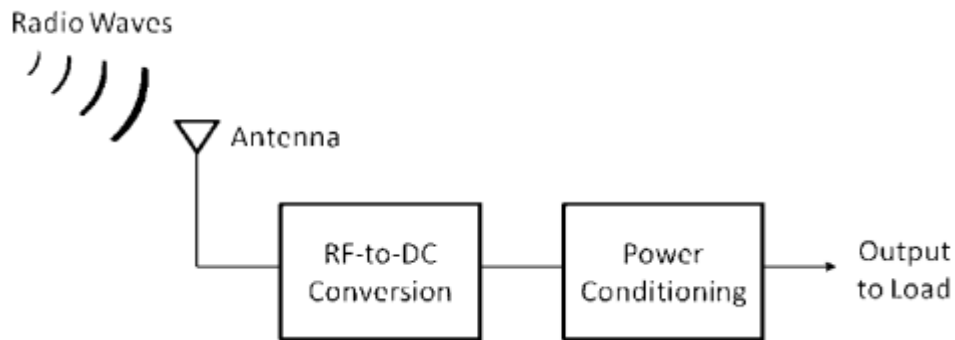 Radio Waves
Antenna
RF-to-DC
Conversion
Power
Conditioning
Output
to Load